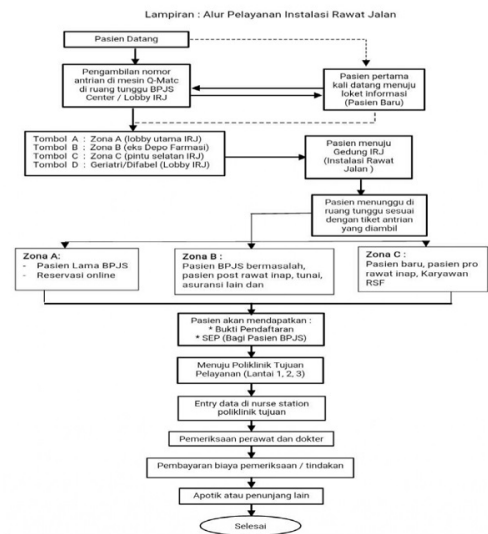 Lampiran : Alur Pelayanan Instalasi Rawat Jalan
Pasien Datang
Pengambilan nomor
antrian di mesin Q-Matc
di ruang tunggu BPJS
Center / Lobby IRJ
Pasien pertama
kali datang menuju
loket Informasi
(Pasien Baru)
Tombol A : Zona A (lobby utama IRJ)
Tombol B : Zona B (eks Depo Farmasi)
Tombol C : Zona C (pintu selatan IRJ)
Tombol D : Geriatri/Difabel (Lobby IRJ)
Pasien menuju
Gedung IRJ
(Instalasi Rawat
Jalan )
Pasien menunggu di
ruang tunggu sesuai
dengan tiket antrian
yang diambil
Zona A:
- Pasien Lama BPJS
- Reservasi online
Zona B :
Pasien BPJS bermasalah,
pasien post rawat inap, tunai,
asuransi lain dan
Zona C :
Pasien baru, pasien pro
rawat inap, Karyawan
RSF
Pasien akan mendapatkan :
* Bukti Pendaftaran
* SEP (Bagi Pasien BPJS)
Menuju Poliklinik Tujuan
Pelayanan (Lantai 1, 2, 3)
Entry data di nurse station
poliklinik tujuan
Pemeriksaan perawat dan dokter
Pembayaran biaya pemeriksaan / tindakan
Apotik atau penunjang lain
Selesai